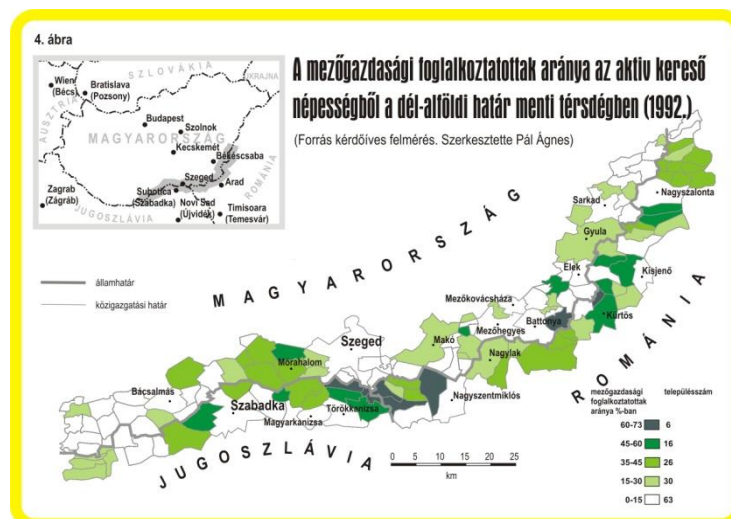 4. ábra
A mezőgazdasági foglalkoztatottak aránya az aktiv kereső
népességből a dél-alföldi határ menti térsdégben (1992.)
(Forrás kérdőíves felmérés. Szerkesztette Pál Ágnes)
SZLOVÁKIA
UKRAJNA
Wien
(Bécs)
Bratislava
(Pozsony)
AUSZTRIA
Budapest
MAGYARORSZÁG
Szolnok
Kecskemét
Békéscsaba
Szeged
Arad
ROMÁNIA
Subotica
(Szabadka)
Zagrab
(Zágráb)
Novi Sad
(Újvidék)
Timisoara
(Temesvár)
JUGOSZLÁVIA
államhatár
közigazgatási határ
MAGYARORSZÁG
Nagyszalonta
Sarkad
Gyula
Elek
Kisjenő
Mezőkovácsháza
Kürtös
Battonya
Mezőhegyes
Makó
Nagylak
Szeged
Mórahalom
Nagyszentmiklós
Bácsalmás
Szabadka
Törökkanizsa
Magyarkanizsa
ROMÁNIA
JUGOSZLÁVIA
0 5 10 15 20 25
km
mezőgazdasági
foglalkoztatottak
aránya %-ban
településszám
60-73 6
45-60 16
35-45 26
15-30 30
0-15 63